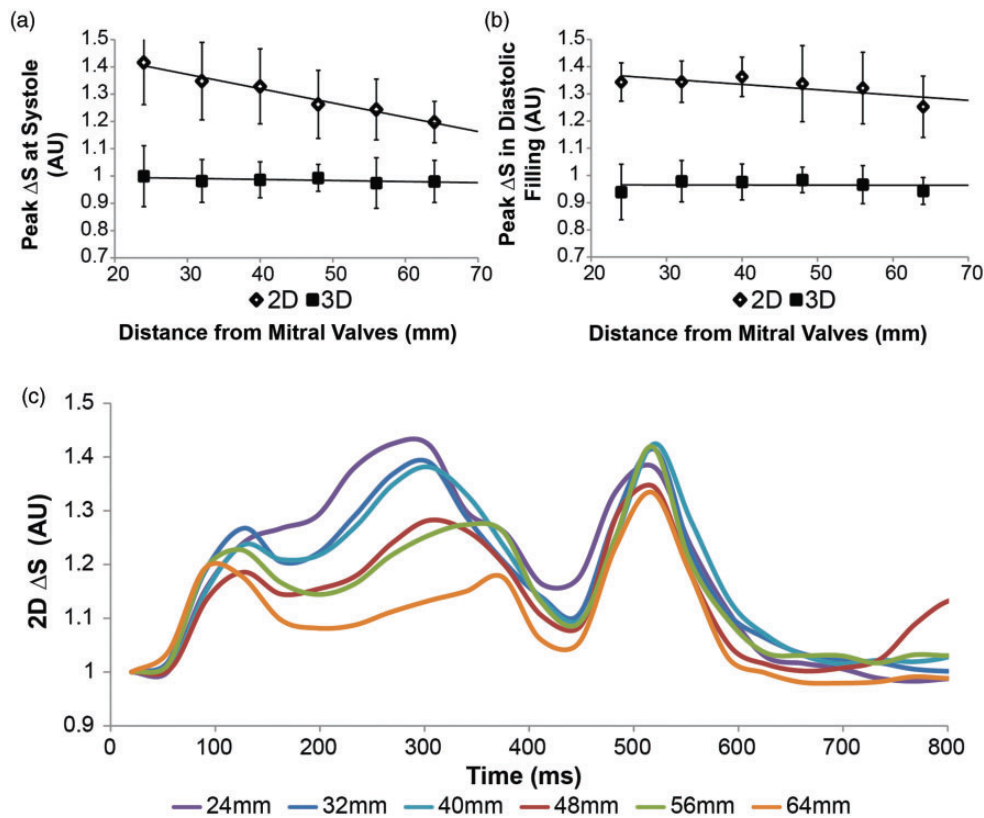 (a)
Peak ΔS at Systole
(AU)
1.5
1.4
1.3
1.2
1.1
1
0.9
0.8
0.7
20 30 40 50 60 70
2D 3D
Distance from Mitral Valves (mm)
(b)
Peak ΔS in Diastolic
Filling (AU)
1.5
1.4
1.3
1.2
1.1
1
0.9
0.8
0.7
20 30 40 50 60 70
2D 3D
Distance from Mitral Valves (mm)
(c)
2D ΔS (AU)
1.5
1.4
1.3
1.2
1.1
1
0.9
0 100 200 300 400 500 600 700 800
Time (ms)
24mm 32mm 40mm 48mm 56mm 64mm